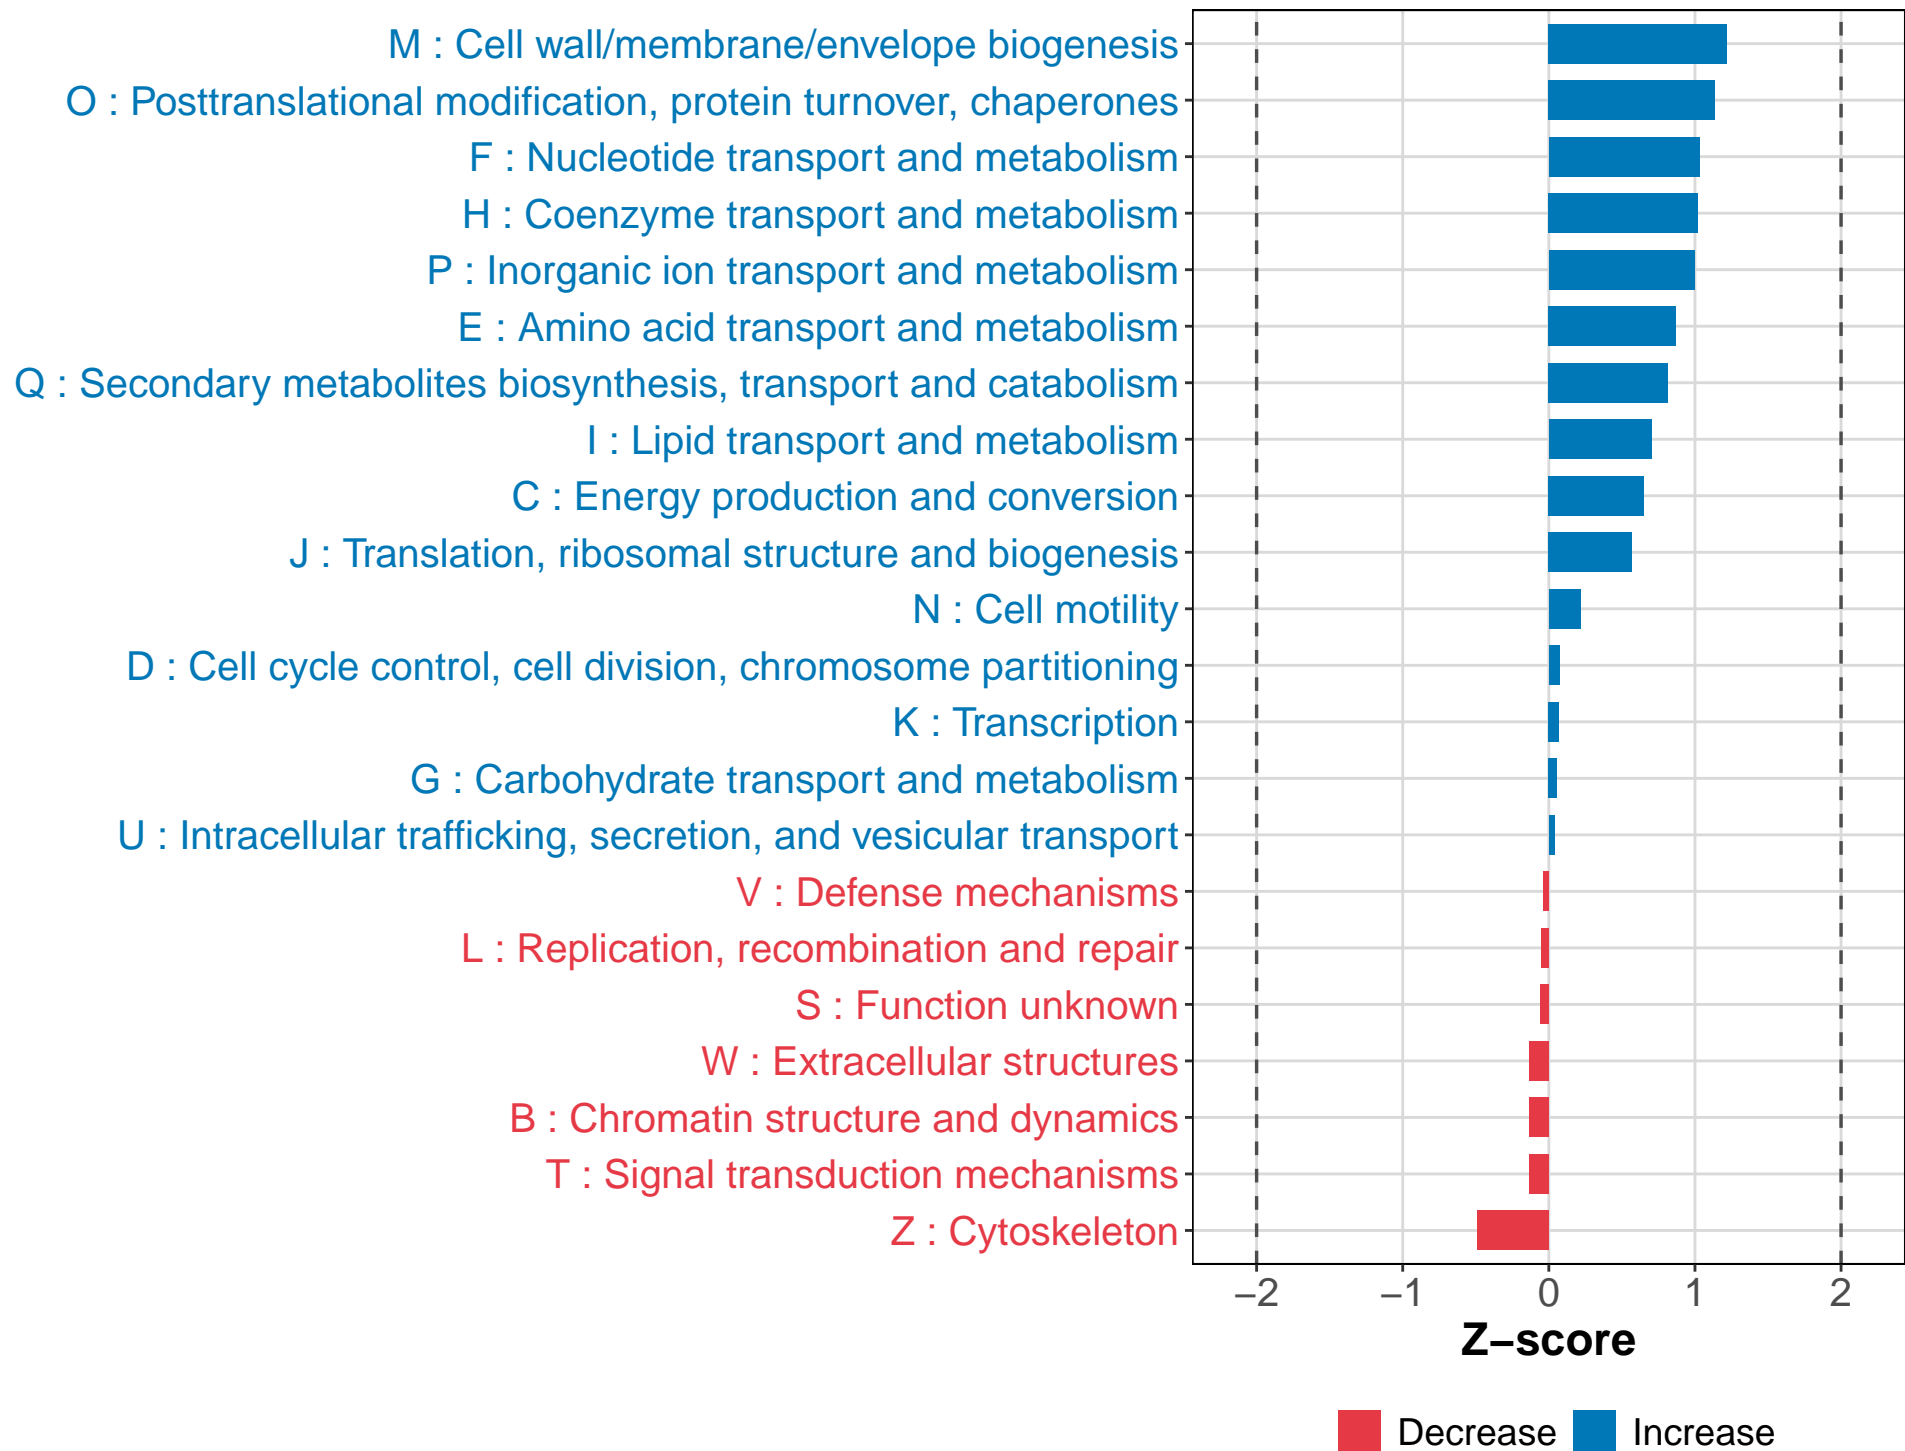 M : Cell wall/membrane/envelope biogenesis
O : Posttranslational modification, protein turnover, chaperones
F : Nucleotide transport and metabolism
H : Coenzyme transport and metabolism
P : Inorganic ion transport and metabolism
E : Amino acid transport and metabolism
Q : Secondary metabolites biosynthesis, transport and catabolism
I : Lipid transport and metabolism
C : Energy production and conversion
J : Translation, ribosomal structure and biogenesis
N : Cell motility
D : Cell cycle control, cell division, chromosome partitioning
K : Transcription
G : Carbohydrate transport and metabolism
U : Intracellular trafficking, secretion, and vesicular transport
V : Defense mechanisms
L : Replication, recombination and repair
S : Function unknown
W : Extracellular structures
B : Chromatin structure and dynamics
T : Signal transduction mechanisms
Z : Cytoskeleton
−2 −1 0 1 2
Z−score
Decrease Increase